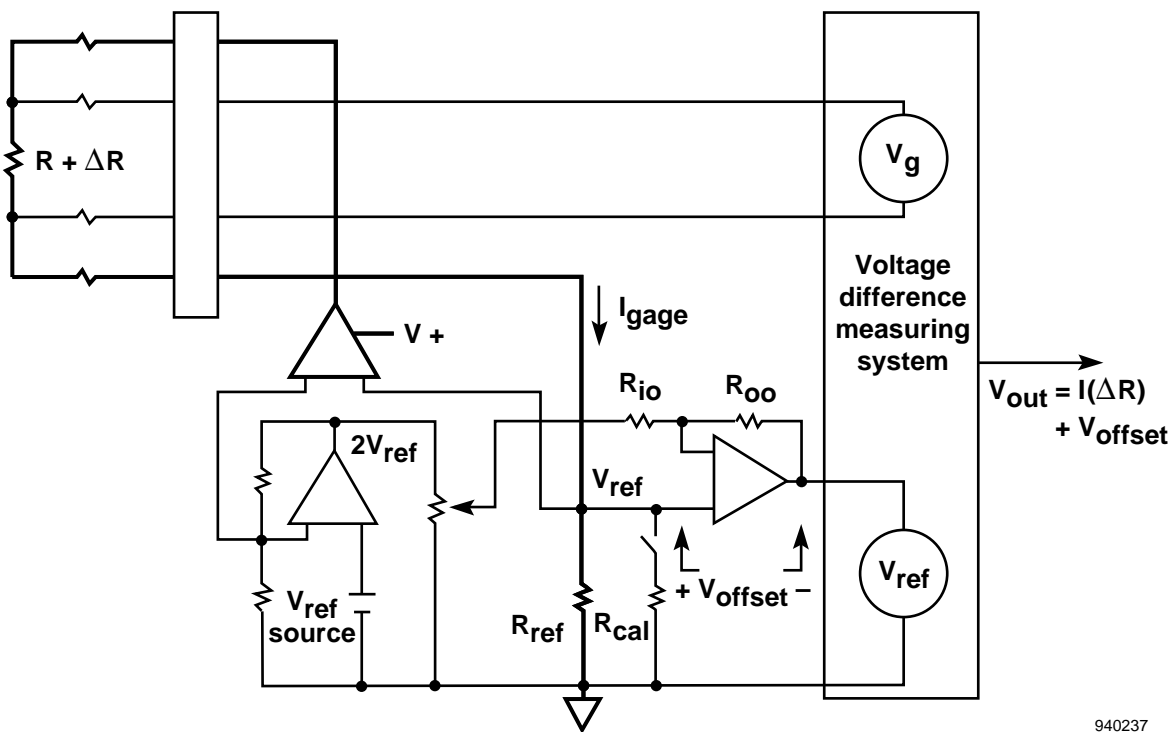 R + ΔR
V +
I_gage
V_g
Voltage
difference
measuring
system
V_out = I(ΔR)
+ V_offset
R_io
R_oo
2V_ref
V_ref
V_ref
source
R_ref
R_cal
+ V_offset –
V_ref
940237